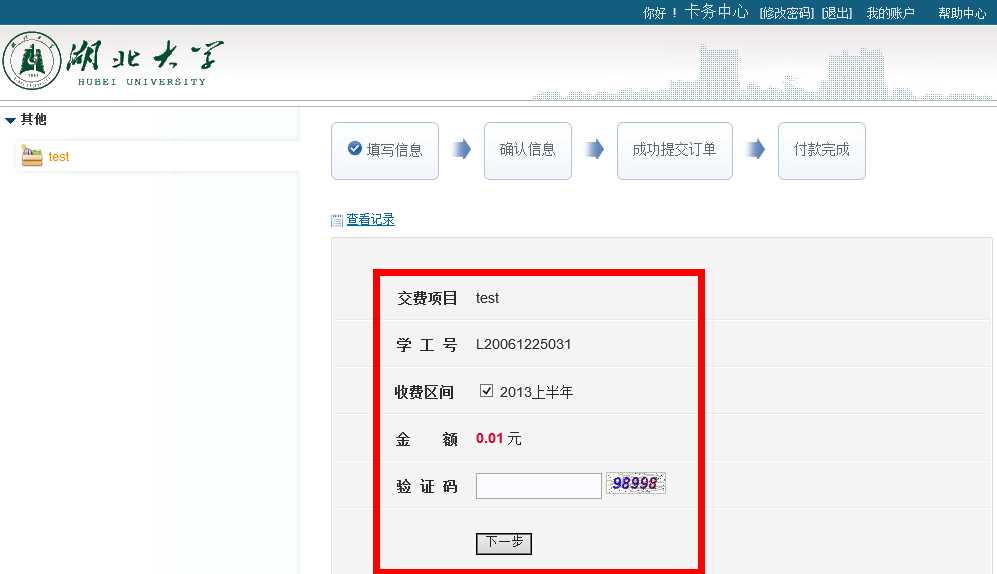 你好 ! 卡务中心 [修改密码] [退出] 我的账户 帮助中心
湖北大学
HUBEI UNIVERSITY
其他
test
填写信息
确认信息
成功提交订单
付款完成
查看记录
交费项目 test
学 工 号 L20061225031
收费区间 2013上半年
金 额 0.01 元
验 证 码 98998
下一步